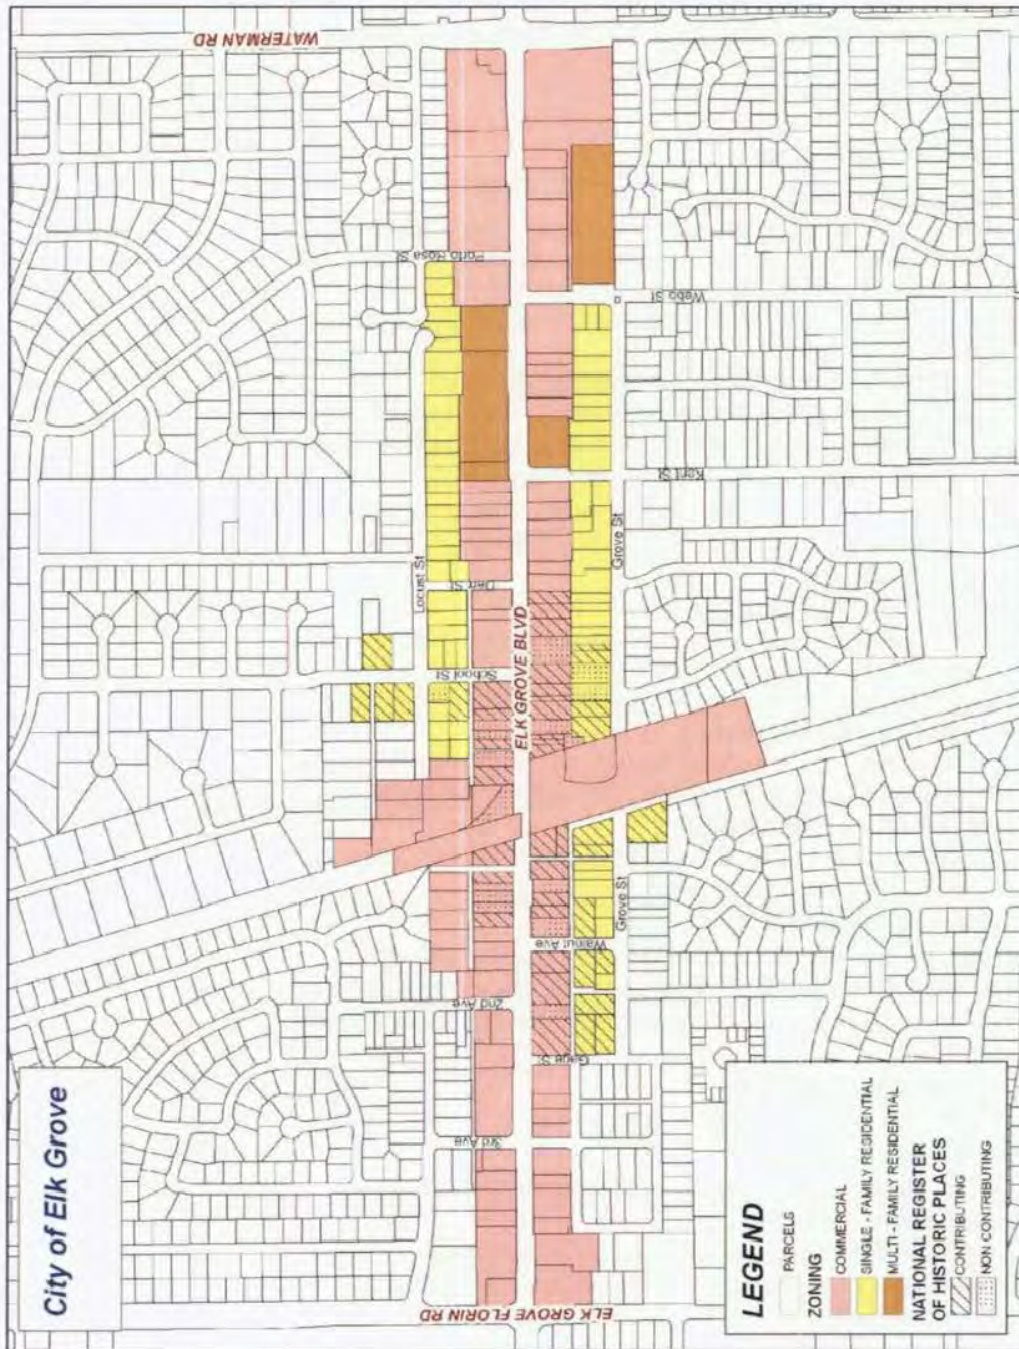 City of Elk Grove
WATERMAN RD
Porto Rosa St
Webb St
Kent St
Locust St
Derr St
Grove St
School St
ELK GROVE BLVD
Grove St
Walnut Ave
2nd Ave
Gage St
3rd Ave
ELK GROVE FLORIN RD
LEGEND
PARCELS
ZONING
COMMERCIAL
SINGLE - FAMILY RESIDENTIAL
MULTI - FAMILY RESIDENTIAL
NATIONAL REGISTER
OF HISTORIC PLACES
CONTRIBUTING
NON CONTRIBUTING